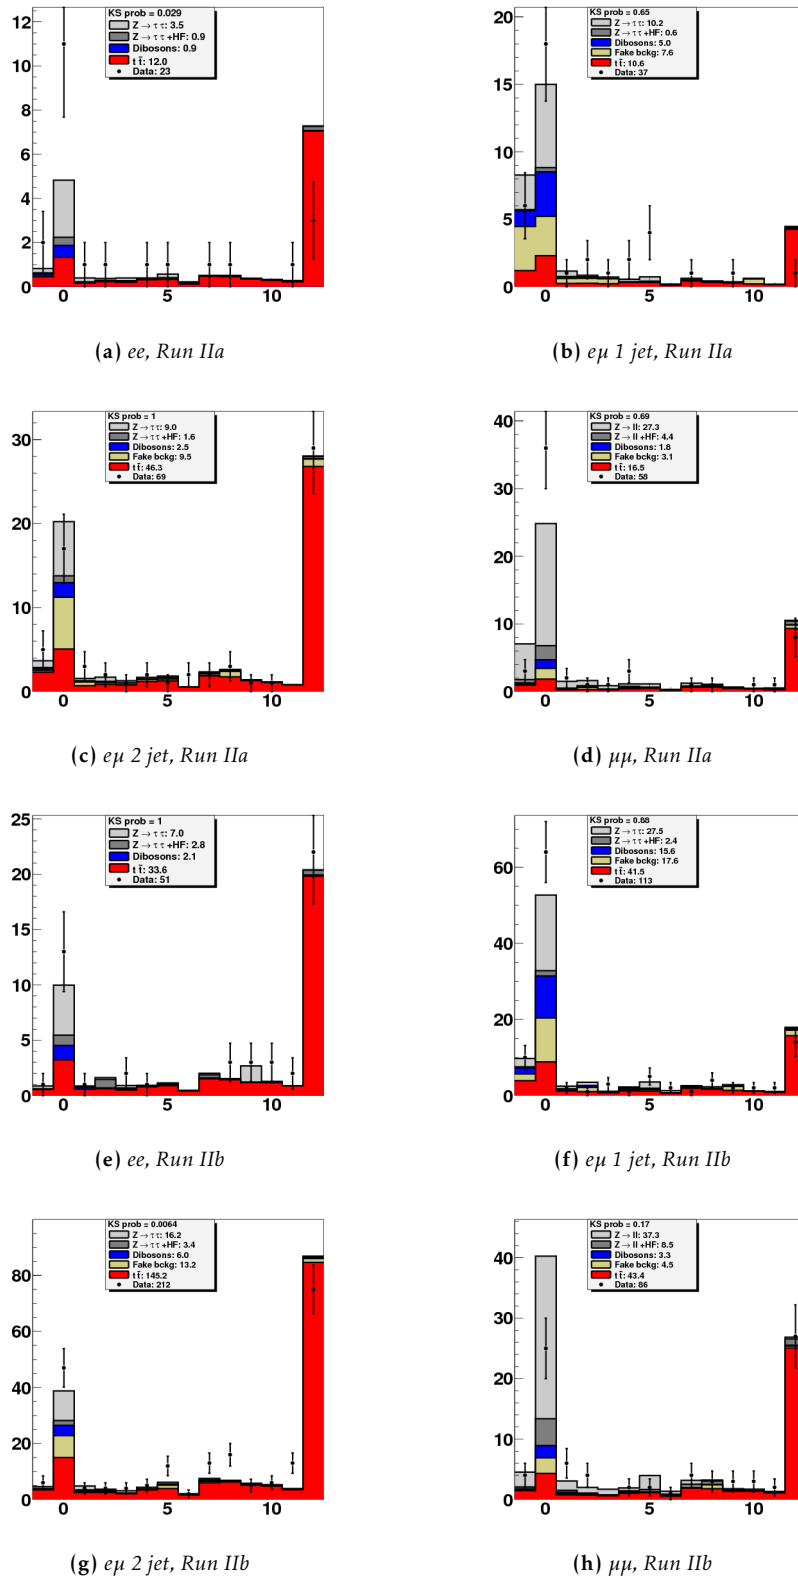 KS prob = 0.029
Z → τ τ: 3.5
Z → τ τ +HF: 0.9
Dibosons: 0.9
t t̄: 12.0
Data: 23
12
10
8
6
4
2
0
0 5 10
(a) ee, Run IIa
KS prob = 0.65
Z → τ τ: 10.2
Z → τ τ +HF: 0.6
Dibosons: 5.0
Fake bckg: 7.6
t t̄: 10.6
Data: 37
20
15
10
5
0
0 5 10
(b) eμ 1 jet, Run IIa
KS prob = 1
Z → τ τ: 9.0
Z → τ τ +HF: 1.6
Dibosons: 2.5
Fake bckg: 9.5
t t̄: 46.3
Data: 69
30
20
10
0
0 5 10
(c) eμ 2 jet, Run IIa
KS prob = 0.69
Z → ll: 27.3
Z → ll +HF: 4.4
Dibosons: 1.8
Fake bckg: 3.1
t t̄: 16.5
Data: 58
40
30
20
10
0
0 5 10
(d) μμ, Run IIa
KS prob = 1
Z → τ τ: 7.0
Z → τ τ +HF: 2.8
Dibosons: 2.1
t t̄: 33.6
Data: 51
25
20
15
10
5
0
0 5 10
(e) ee, Run IIb
KS prob = 0.88
Z → τ τ: 27.5
Z → τ τ +HF: 2.4
Dibosons: 15.6
Fake bckg: 17.6
t t̄: 41.5
Data: 113
60
40
20
0
0 5 10
(f) eμ 1 jet, Run IIb
KS prob = 0.0064
Z → τ τ: 16.2
Z → τ τ +HF: 3.4
Dibosons: 6.0
Fake bckg: 13.2
t t̄: 145.2
Data: 212
80
60
40
20
0
0 5 10
(g) eμ 2 jet, Run IIb
KS prob = 0.17
Z → ll: 37.3
Z → ll +HF: 8.5
Dibosons: 3.3
Fake bckg: 4.5
t t̄: 43.4
Data: 86
40
30
20
10
0
0 5 10
(h) μμ, Run IIb